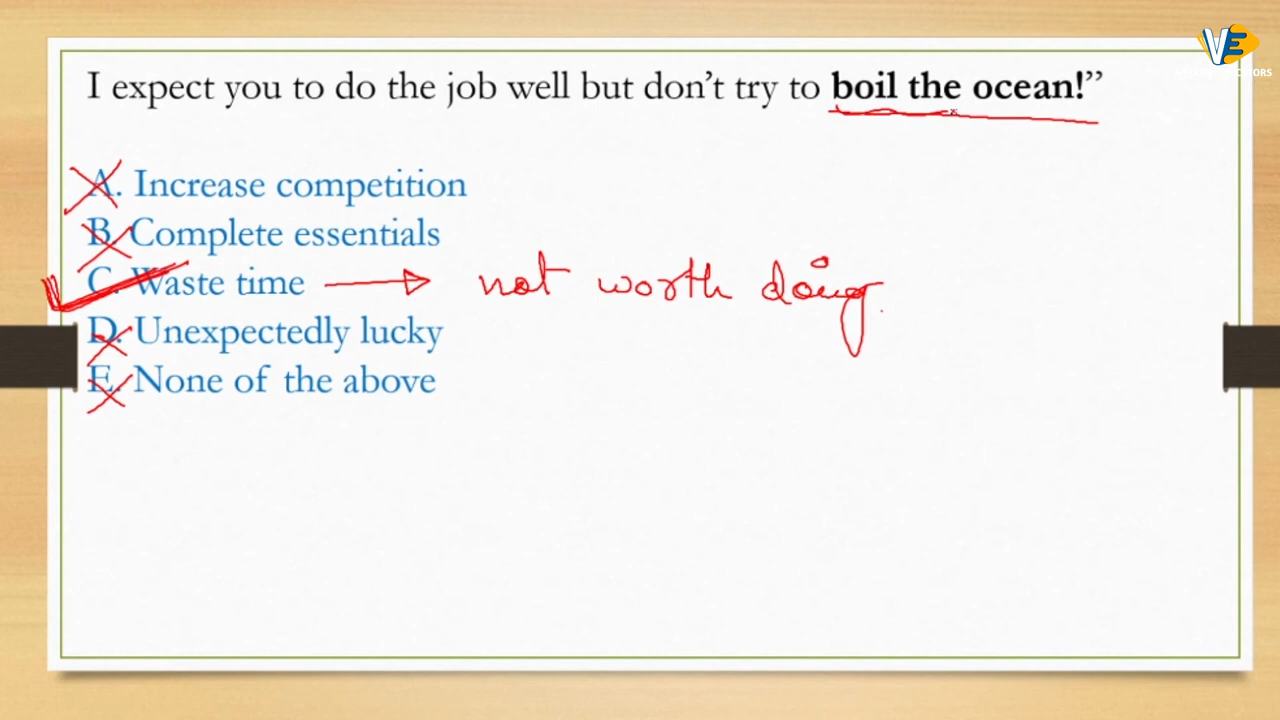 VE
I expect you to do the job well but don’t try to boil the ocean!”
A. Increase competition
B. Complete essentials
C. Waste time → not worth doing.
D. Unexpectedly lucky
E. None of the above